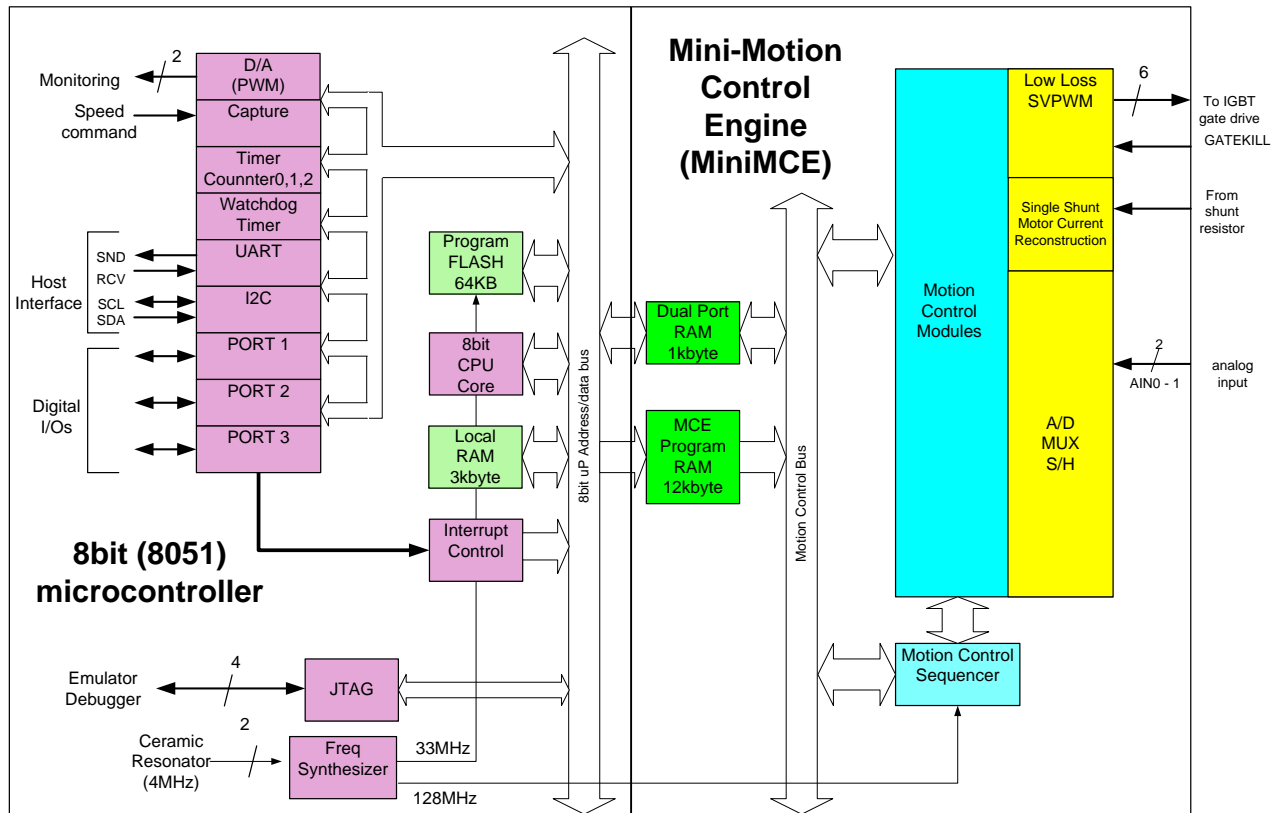 2
Monitoring
Speed
command
D/A
(PWM)
Capture
Timer
Counnter0,1,2
Watchdog
Timer
UART
I2C
PORT 1
PORT 2
PORT 3
Host
Interface
SND
RCV
SCL
SDA
Digital
I/Os
Program
FLASH
64KB
8bit
CPU
Core
Local
RAM
3kbyte
Interrupt
Control
8bit (8051)
microcontroller
Emulator
Debugger
4
JTAG
Ceramic
Resonator
(4MHz)
2
Freq
Synthesizer
33MHz
128MHz
8bit uP Address/data bus
Mini-Motion
Control
Engine
(MiniMCE)
Dual Port
RAM
1kbyte
MCE
Program
RAM
12kbyte
Motion Control Bus
Motion
Control
Modules
Low Loss
SVPWM
Single Shunt
Motor Current
Reconstruction
A/D
MUX
S/H
Motion Control
Sequencer
6
To IGBT
gate drive
GATEKILL
From
shunt
resistor
2
AIN0 - 1
analog
input